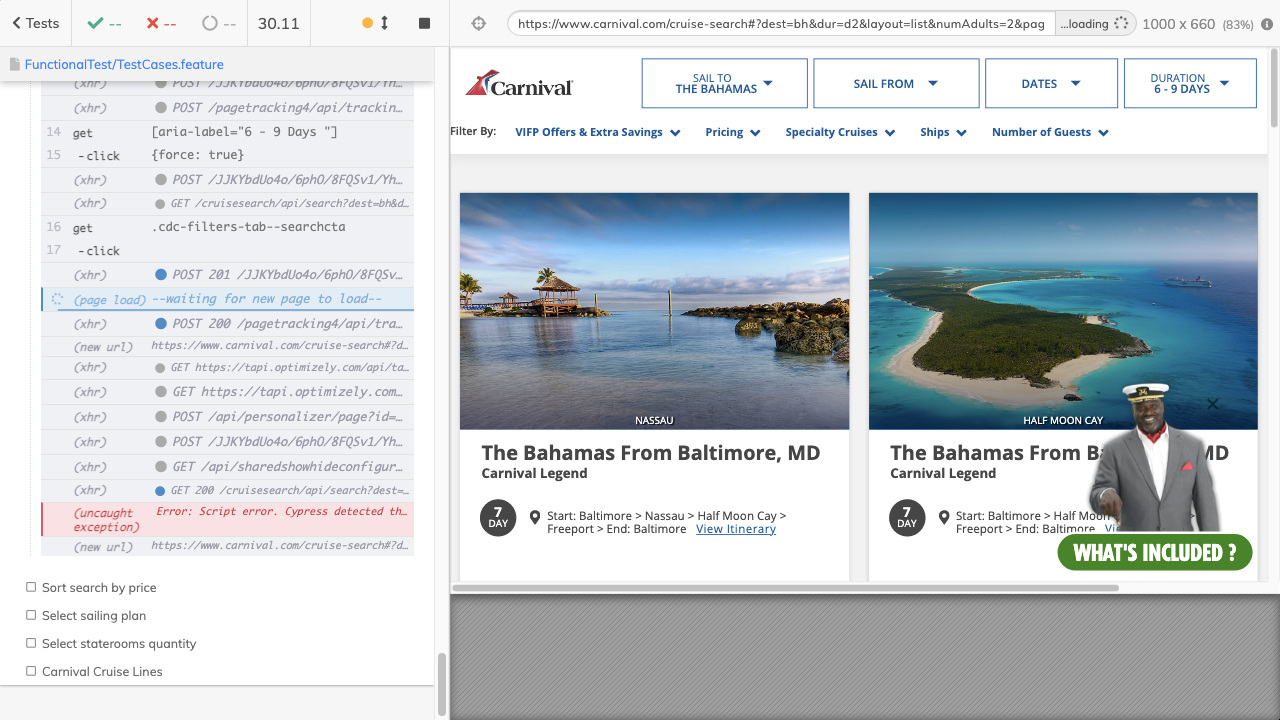 Tests
--
--
--
30.11
https://www.carnival.com/cruise-search#?dest=bh&dur=d2&layout=list&numAdults=2&pag
...loading
1000 x 660 (83%)
FunctionalTest/TestCases.feature
(xhr) POST /JJKYbdUo4o/6phO/8FQSv1/Yh…
(xhr) POST /pagetracking4/api/trackin…
14 get [aria-label="6 - 9 Days "]
15 -click {force: true}
(xhr) POST /JJKYbdUo4o/6phO/8FQSv1/Yh…
(xhr) GET /cruisesearch/api/search?dest=bh&d…
16 get .cdc-filters-tab--searchcta
17 -click
(xhr) POST 201 /JJKYbdUo4o/6phO/8FQSv…
(page load) --waiting for new page to load--
(xhr) POST 200 /pagetracking4/api/tra…
(new url) https://www.carnival.com/cruise-search#?d…
(xhr) GET https://tapi.optimizely.com/api/ta…
(xhr) GET https://tapi.optimizely.com…
(xhr) POST /api/personalizer/page?id=…
(xhr) POST /JJKYbdUo4o/6phO/8FQSv1/Yh…
(xhr) GET /api/sharedshowhideconfigur…
(xhr) GET 200 /cruisesearch/api/search?dest=…
(uncaught exception) Error: Script error. Cypress detected th…
(new url) https://www.carnival.com/cruise-search#?d…
Sort search by price
Select sailing plan
Select staterooms quantity
Carnival Cruise Lines
Carnival
SAIL TO
THE BAHAMAS
SAIL FROM
DATES
DURATION
6 - 9 DAYS
Filter By: VIFP Offers & Extra Savings Pricing Specialty Cruises Ships Number of Guests
NASSAU
The Bahamas From Baltimore, MD
Carnival Legend
7
DAY
Start: Baltimore > Nassau > Half Moon Cay >
Freeport > End: Baltimore View Itinerary
HALF MOON CAY
The Bahamas From Ba MD
Carnival Legend
7
DAY
Start: Baltimore > Half Moon >
Freeport > End: Baltimore Vi
WHAT'S INCLUDED ?